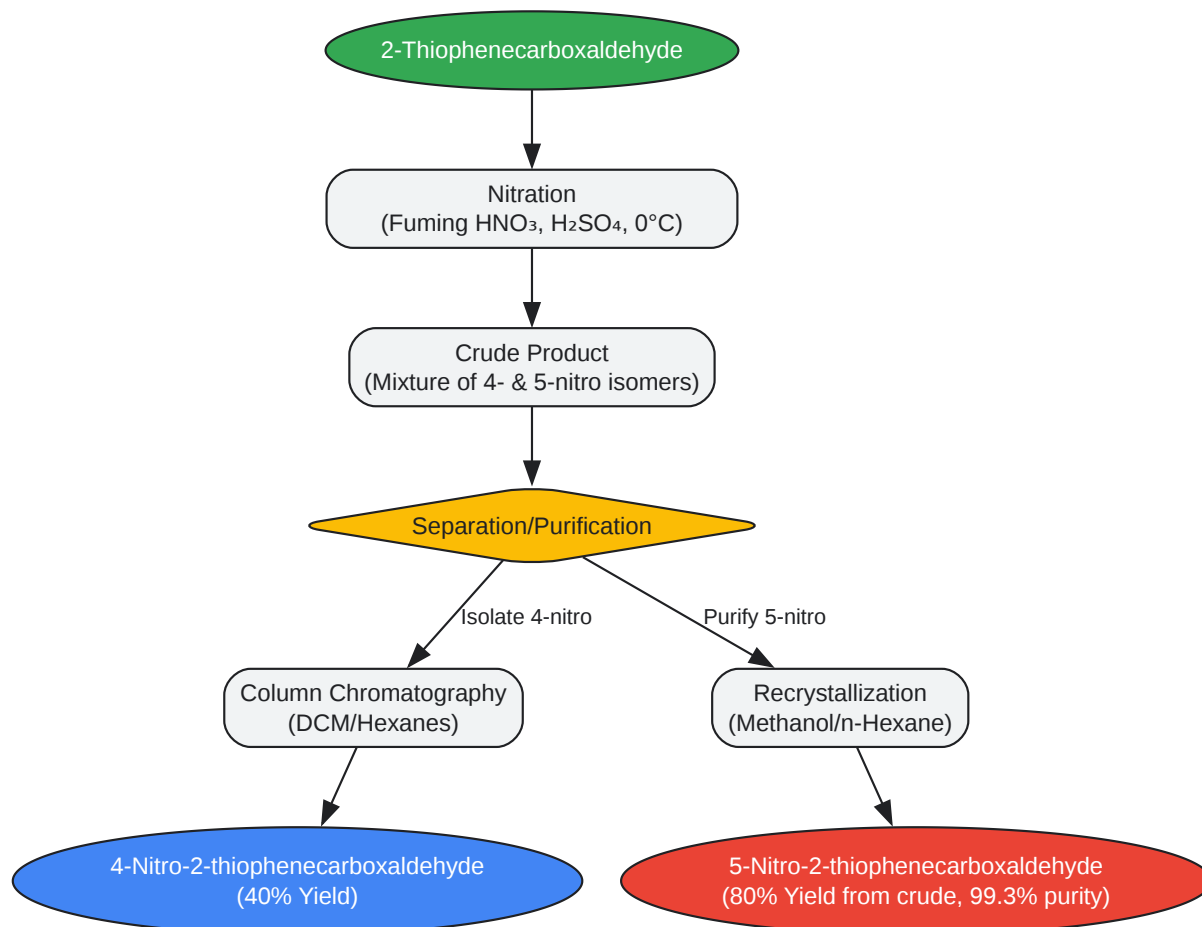 2-Thiophenecarboxaldehyde
Nitration
(Fuming HNO₃, H₂SO₄, 0°C)
Crude Product
(Mixture of 4- & 5-nitro isomers)
Separation/Purification
Isolate 4-nitro
Purify 5-nitro
Column Chromatography
(DCM/Hexanes)
Recrystallization
(Methanol/n-Hexane)
4-Nitro-2-thiophenecarboxaldehyde
(40% Yield)
5-Nitro-2-thiophenecarboxaldehyde
(80% Yield from crude, 99.3% purity)